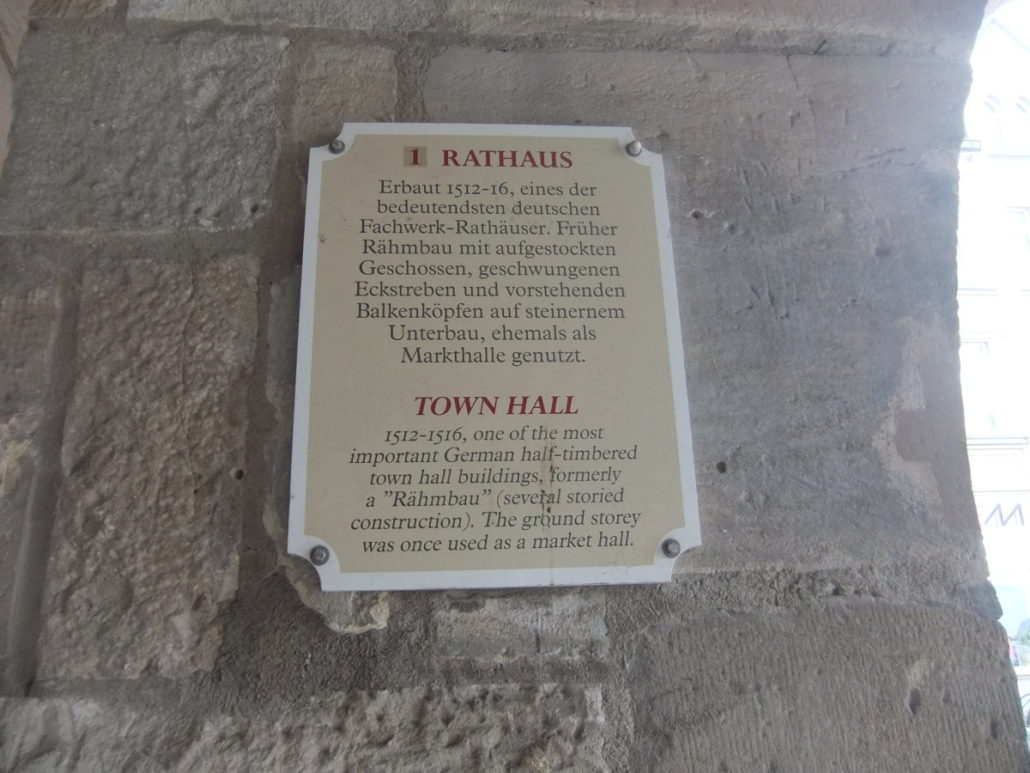 1 RATHAUS
Erbaut 1512-16, eines der
bedeutendsten deutschen
Fachwerk-Rathäuser. Früher
Rähmbau mit aufgestockten
Geschossen, geschwungenen
Eckstreben und vorstehenden
Balkenköpfen auf steinernem
Unterbau, ehemals als
Markthalle genutzt.
TOWN HALL
1512-1516, one of the most
important German half-timbered
town hall buildings, formerly
a "Rähmbau" (several storied
construction). The ground storey
was once used as a market hall.